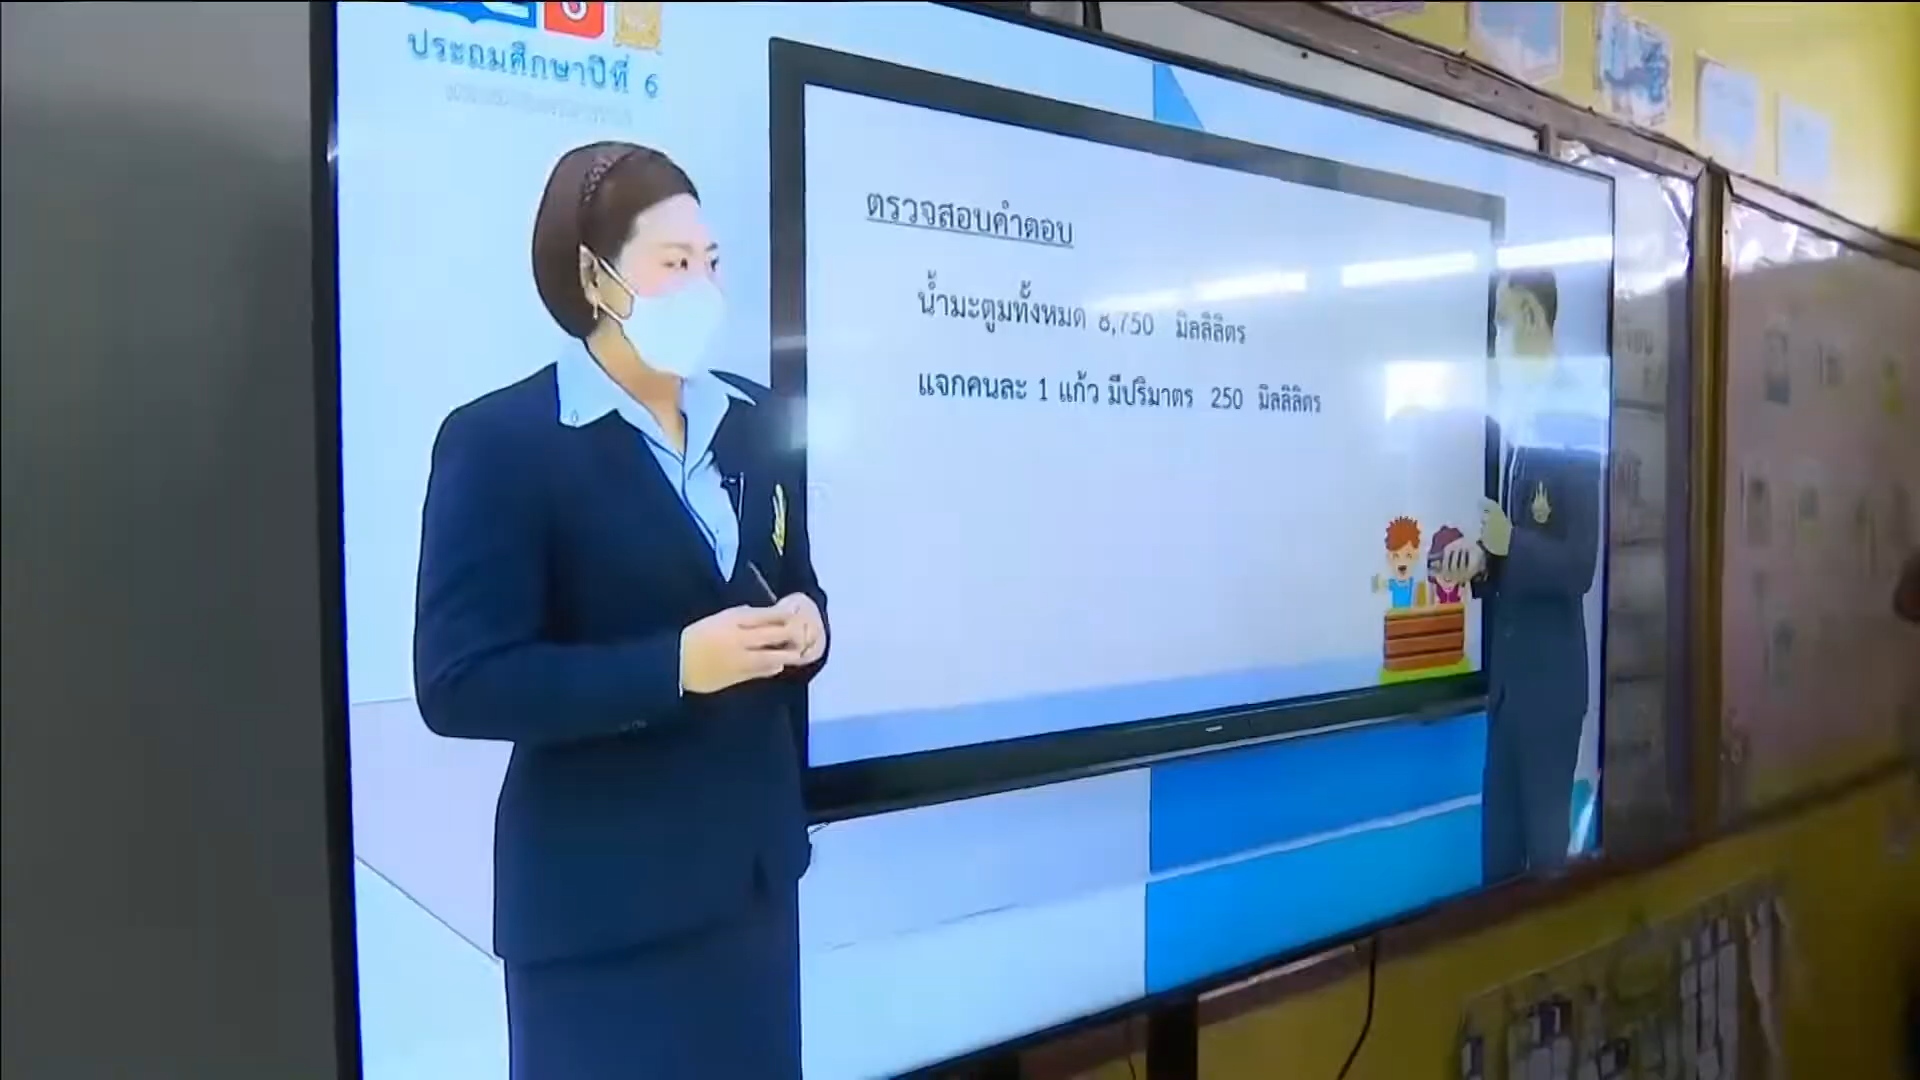 ประถมศึกษาปีที่ 6
ตรวจสอบคำตอบ
น้ำมะตูมทั้งหมด 8,750 มิลลิลิตร
แจกคนละ 1 แก้ว มีปริมาตร 250 มิลลิลิตร